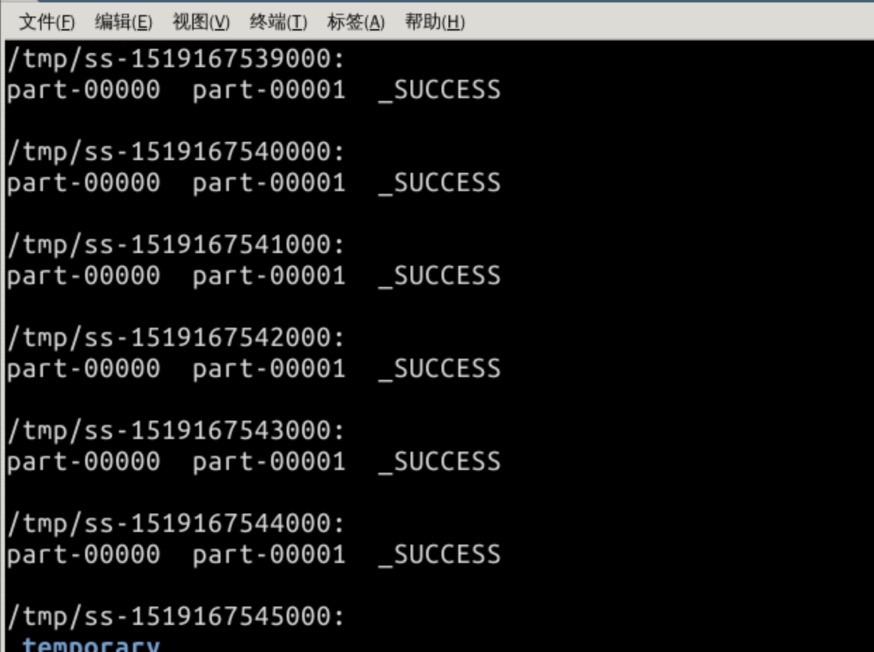 文件(F) 编辑(E) 视图(V) 终端(T) 标签(A) 帮助(H)
/tmp/ss-1519167539000:
part-00000  part-00001  _SUCCESS
/tmp/ss-1519167540000:
part-00000  part-00001  _SUCCESS
/tmp/ss-1519167541000:
part-00000  part-00001  _SUCCESS
/tmp/ss-1519167542000:
part-00000  part-00001  _SUCCESS
/tmp/ss-1519167543000:
part-00000  part-00001  _SUCCESS
/tmp/ss-1519167544000:
part-00000  part-00001  _SUCCESS
/tmp/ss-1519167545000:
temporary